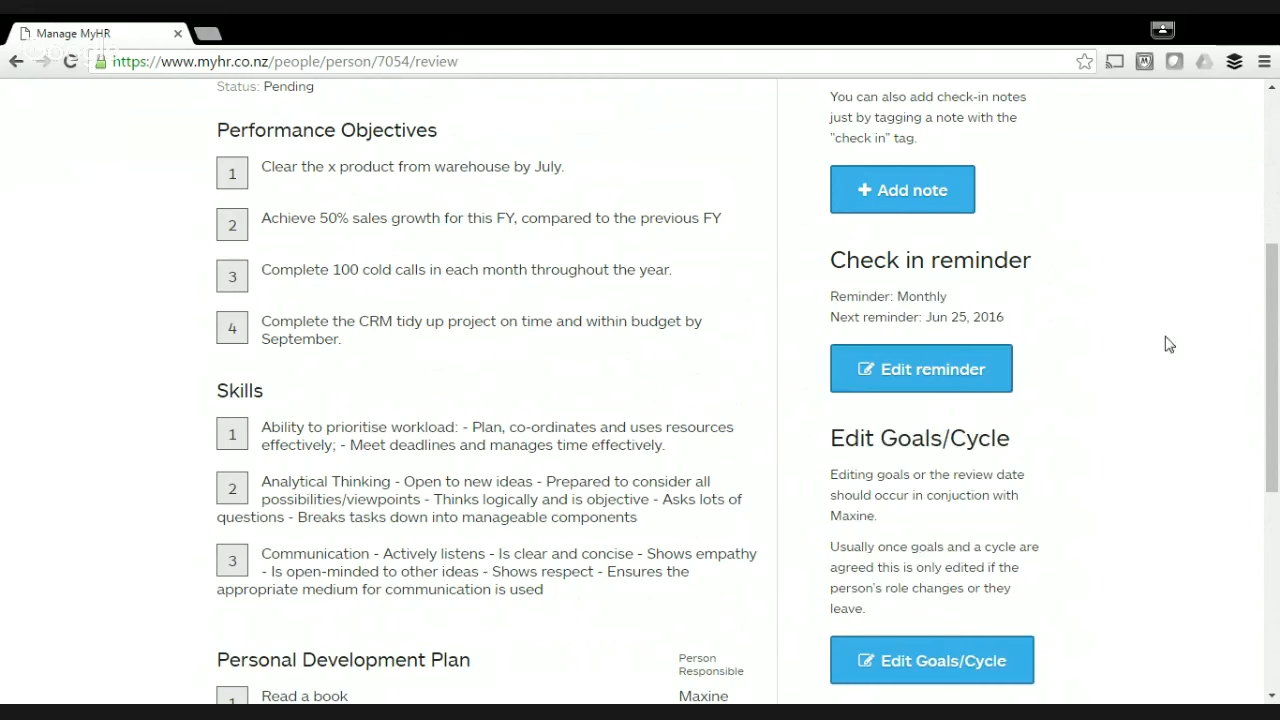 Manage MyHR
https://www.myhr.co.nz/people/person/7054/review
Status: Pending
Performance Objectives
1 Clear the x product from warehouse by July.
2 Achieve 50% sales growth for this FY, compared to the previous FY
3 Complete 100 cold calls in each month throughout the year.
4 Complete the CRM tidy up project on time and within budget by
September.
Skills
1 Ability to prioritise workload: - Plan, co-ordinates and uses resources
effectively; - Meet deadlines and manages time effectively.
2 Analytical Thinking - Open to new ideas - Prepared to consider all
possibilities/viewpoints - Thinks logically and is objective - Asks lots of
questions - Breaks tasks down into manageable components
3 Communication - Actively listens - Is clear and concise - Shows empathy
- Is open-minded to other ideas - Shows respect - Ensures the
appropriate medium for communication is used
Personal Development Plan
Person
Responsible
1 Read a book
Maxine
You can also add check-in notes
just by tagging a note with the
"check in" tag.
Add note
Check in reminder
Reminder: Monthly
Next reminder: Jun 25, 2016
Edit reminder
Edit Goals/Cycle
Editing goals or the review date
should occur in conjuction with
Maxine.
Usually once goals and a cycle are
agreed this is only edited if the
person's role changes or they
leave.
Edit Goals/Cycle